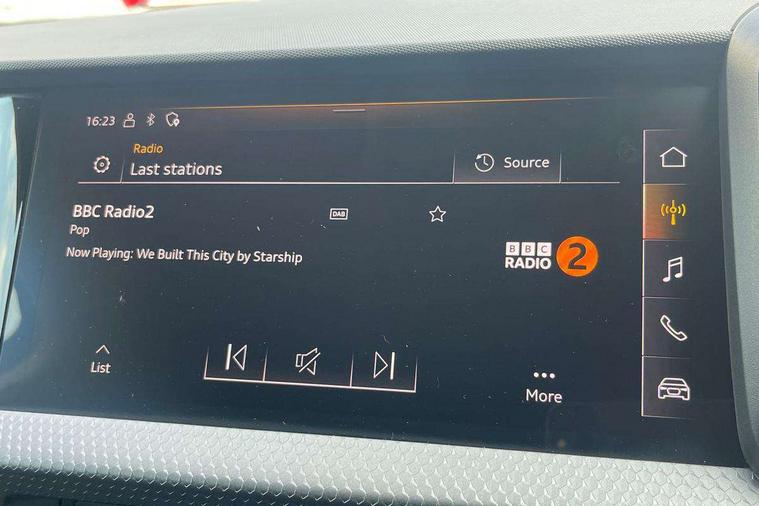 16:23
Radio
Last stations
Source
BBC Radio2
DAB
Pop
Now Playing: We Built This City by Starship
BBC
RADIO 2
List
More